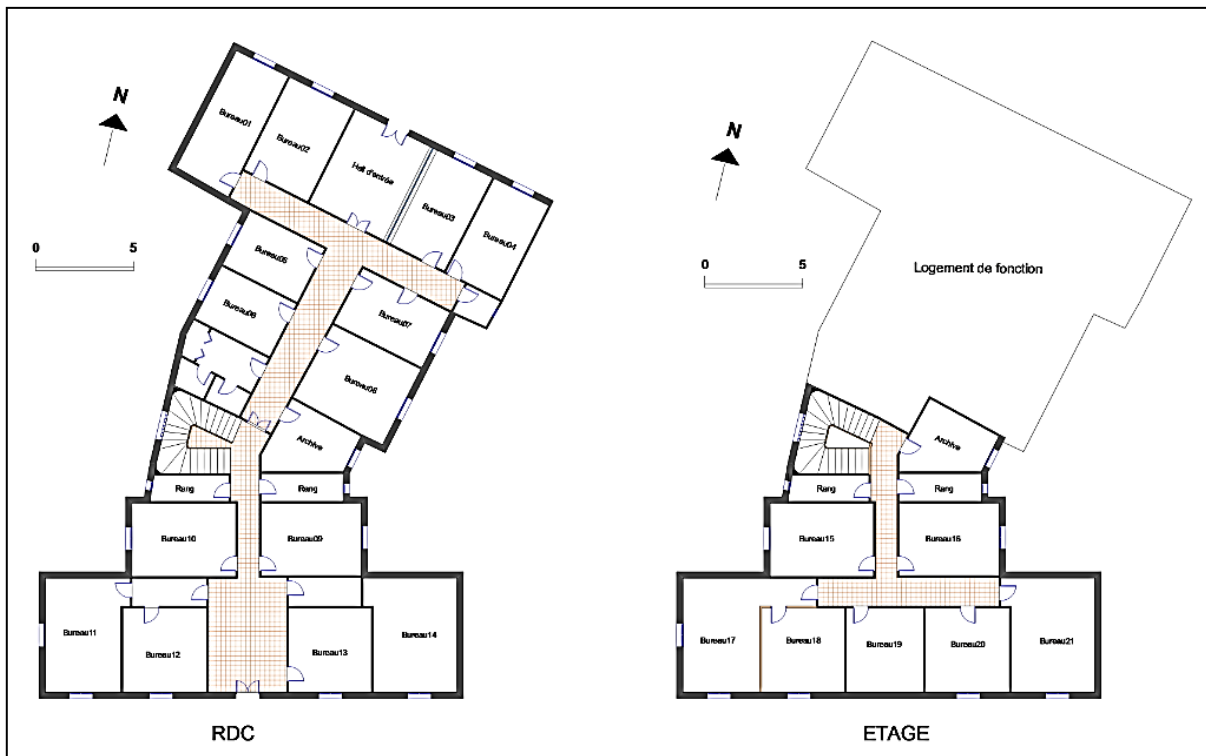 N
Bureau01
Bureau02
Hall d'entrée
Bureau03
Bureau04
0 5
Bureau05
Bureau06
Bureau07
Bureau08
Archive
Rang
Rang
Bureau10
Bureau09
Bureau11
Bureau12
Bureau13
Bureau14
RDC
N
0 5
Logement de fonction
Archive
Rang
Rang
Bureau15
Bureau16
Bureau17
Bureau18
Bureau19
Bureau20
Bureau21
ETAGE